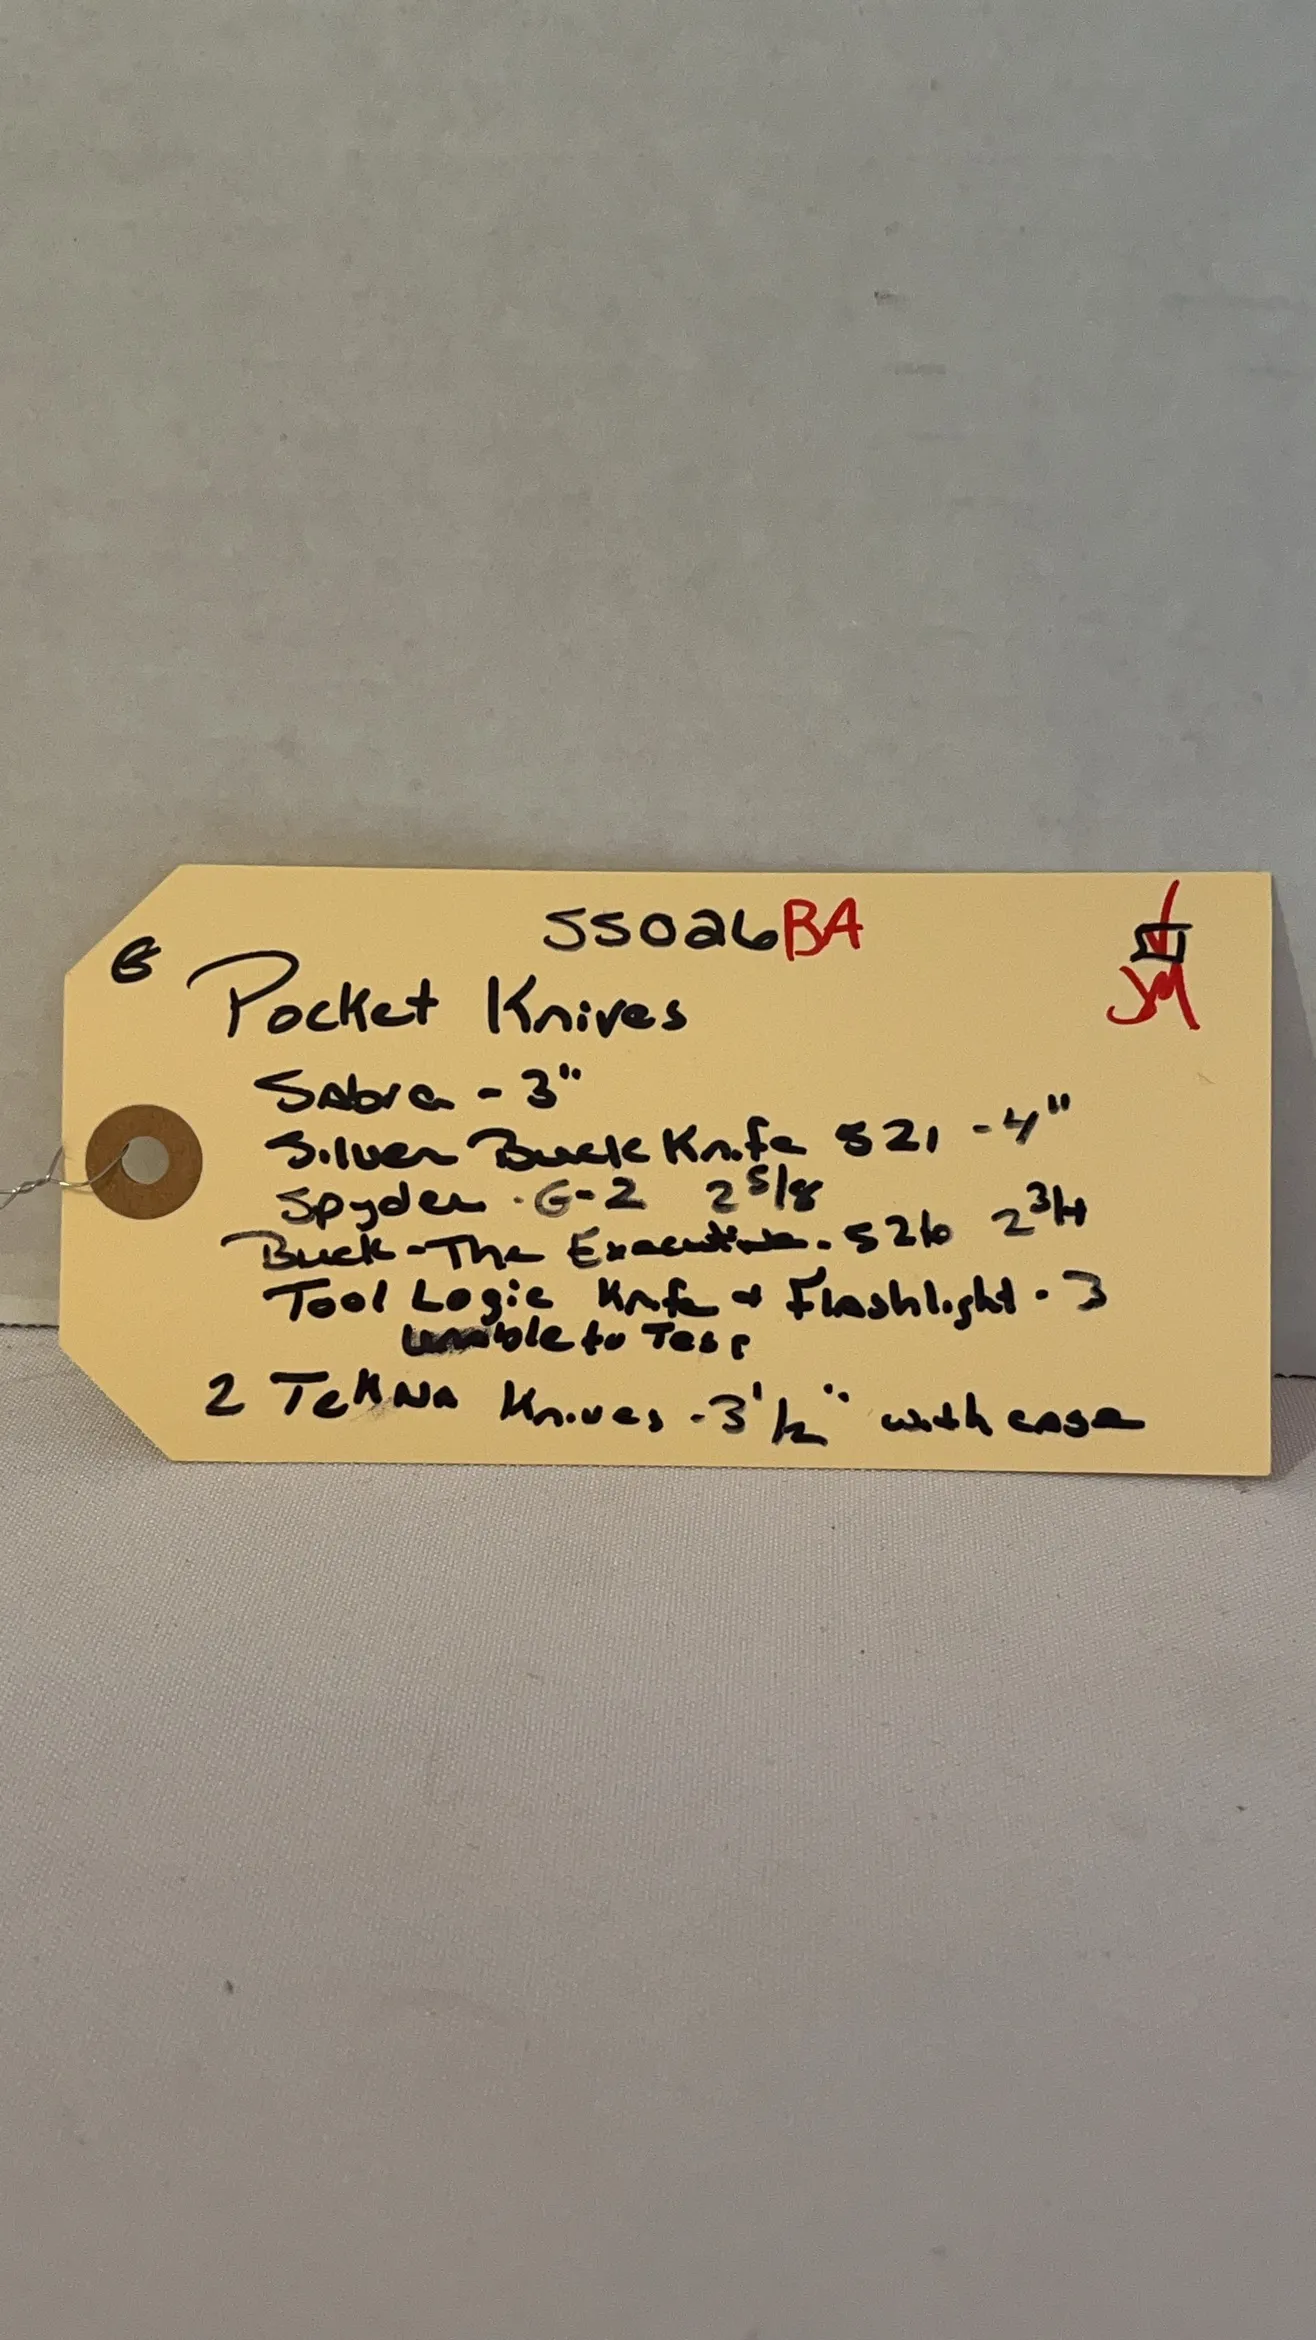 55026BA
G
JM
Pocket Knives
Sabre - 3"
Silver Buck Knife 521 - 4"
Spyder · G-2 2 5/8
Buck - The Executive · 526 2 3/4
Tool Logic Knife & Flashlight · 3
Unable to Test
2 TeKNa Knives - 3 1/2" with case